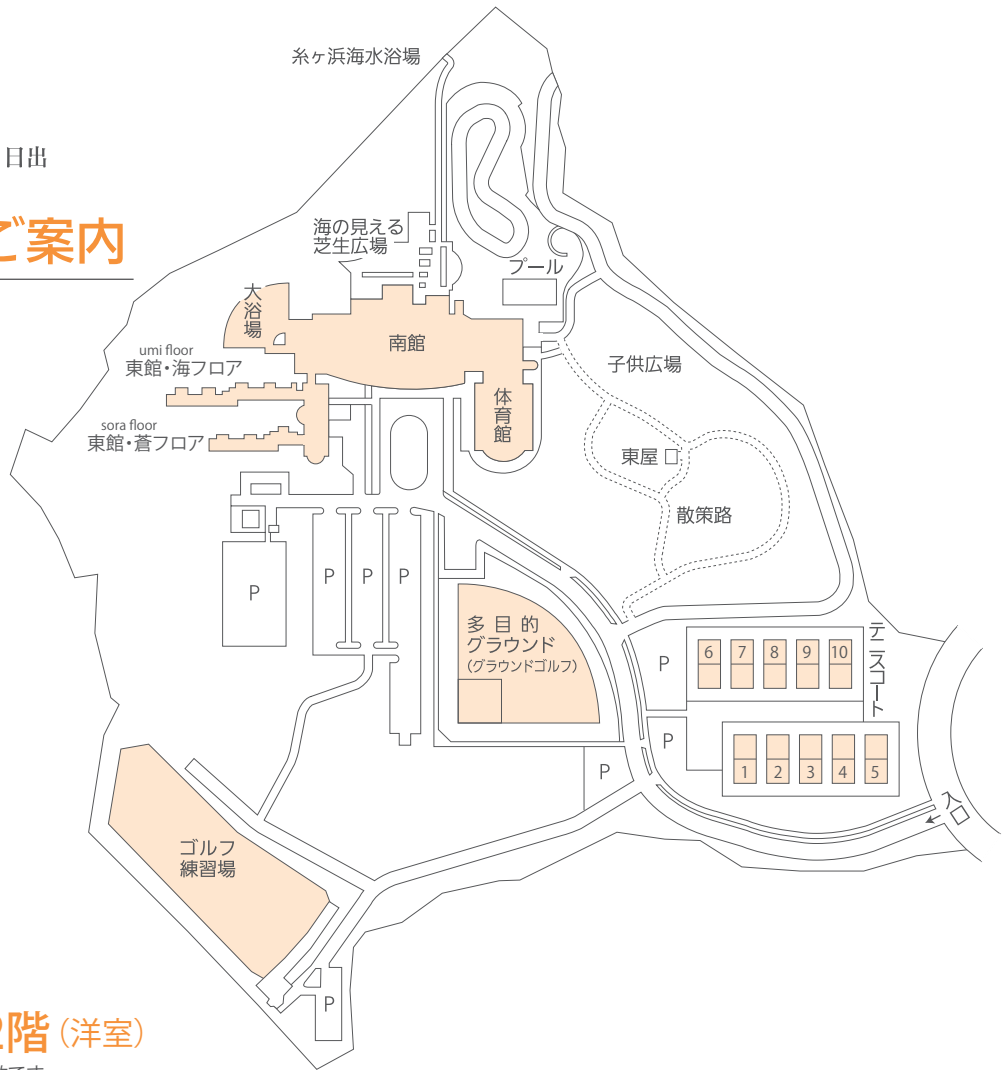 糸ヶ浜海水浴場
日出
ご案内
海の見える
芝生広場
プール
大浴場
南館
umi floor
東館・海フロア
子供広場
体育館
sora floor
東館・蒼フロア
東屋
散策路
P
P
P
P
多目的
グラウンド
(グラウンドゴルフ)
P
6
7
8
9
10
テニスコート
P
P
1
2
3
4
5
入口
ゴルフ
練習場
P
2階(洋室)